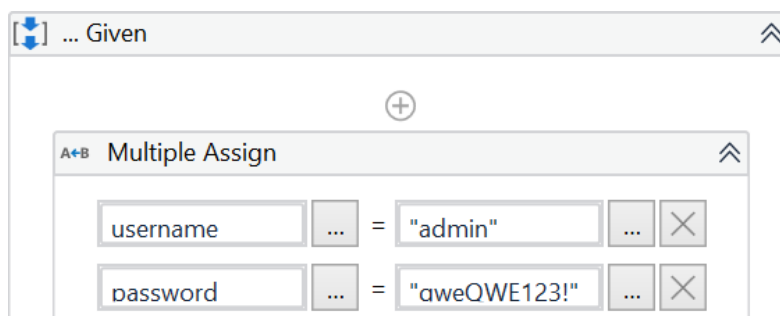 ... Given
A←B Multiple Assign
username ... = "admin" ...
password ... = "qweQWE123!" ...